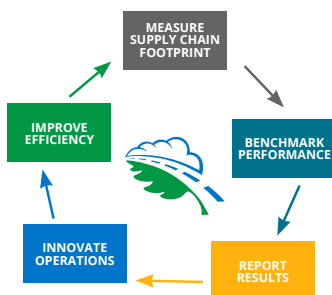 MEASURE
SUPPLY CHAIN
FOOTPRINT
BENCHMARK
PERFORMANCE
REPORT
RESULTS
INNOVATE
OPERATIONS
IMPROVE
EFFICIENCY